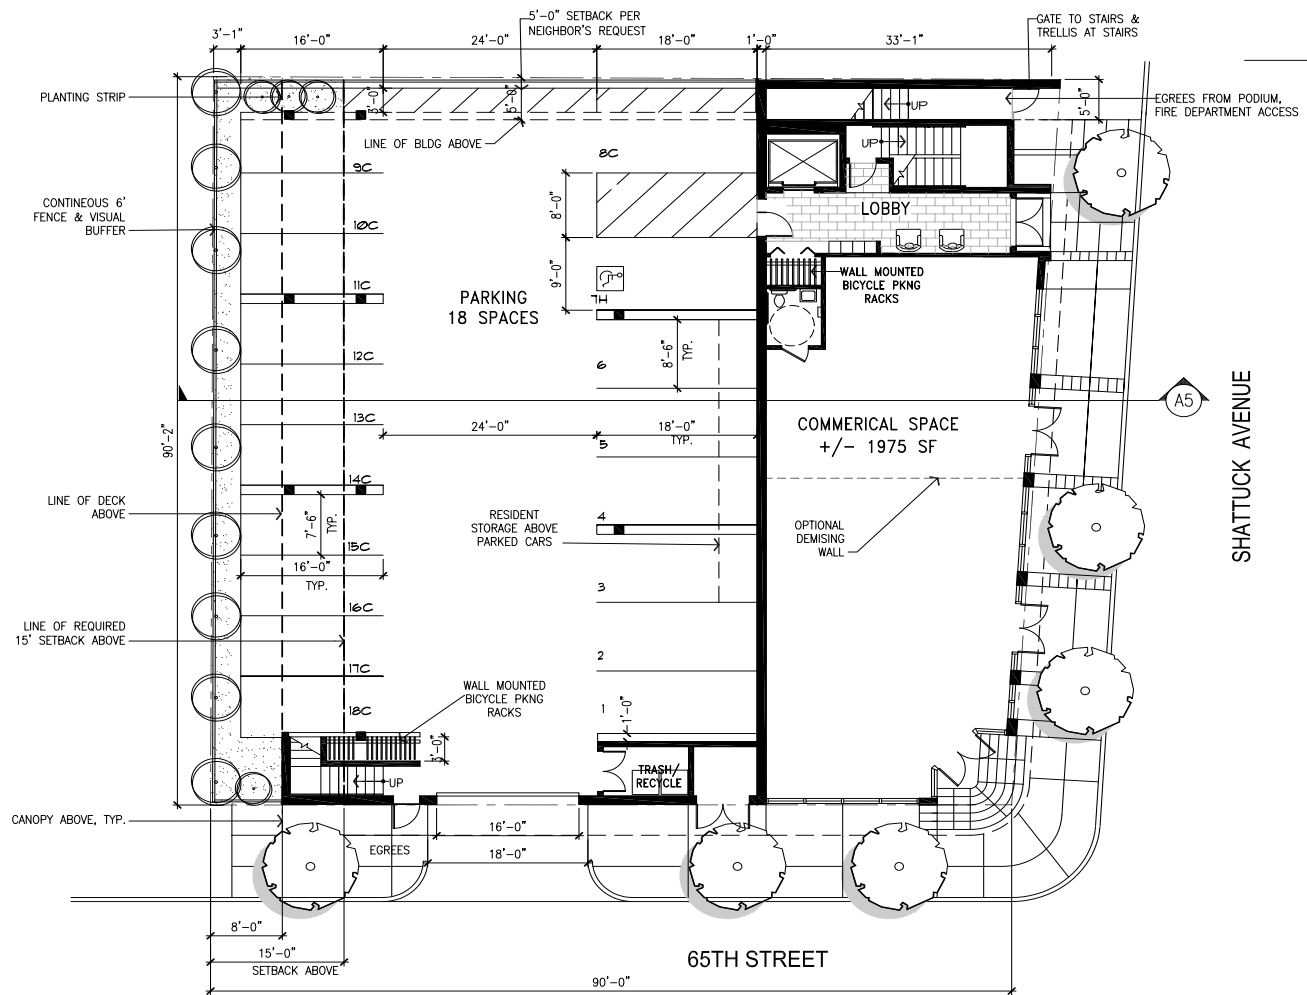 5'-0" SETBACK PER
NEIGHBOR'S REQUEST
GATE TO STAIRS &
TRELLIS AT STAIRS
3'-1"
16'-0"
24'-0"
18'-0"
1'-0"
33'-1"
PLANTING STRIP
3'-0"
5'-0"
UP
5'-0"
EGREES FROM PODIUM,
FIRE DEPARTMENT ACCESS
LINE OF BLDG ABOVE
UP
8C
9C
CONTINEOUS 6'
FENCE & VISUAL
BUFFER
8'-0"
LOBBY
10C
9'-0"
WALL MOUNTED
BICYCLE PKNG
RACKS
11C
7H
PARKING
18 SPACES
12C
6
8'-6"
TYP.
SHATTUCK AVENUE
A5
13C
90'-2"
24'-0"
18'-0"
TYP.
5
COMMERICAL SPACE
+/- 1975 SF
14C
LINE OF DECK
ABOVE
7'-6"
TYP.
RESIDENT
STORAGE ABOVE
PARKED CARS
4
OPTIONAL
DEMISING
WALL
15C
16'-0"
TYP.
3
16C
LINE OF REQUIRED
15' SETBACK ABOVE
2
17C
WALL MOUNTED
BICYCLE PKNG
RACKS
18C
1
1'-0"
3'-0"
UP
TRASH/
RECYCLE
CANOPY ABOVE, TYP.
16'-0"
EGREES
18'-0"
8'-0"
15'-0"
SETBACK ABOVE
65TH STREET
90'-0"